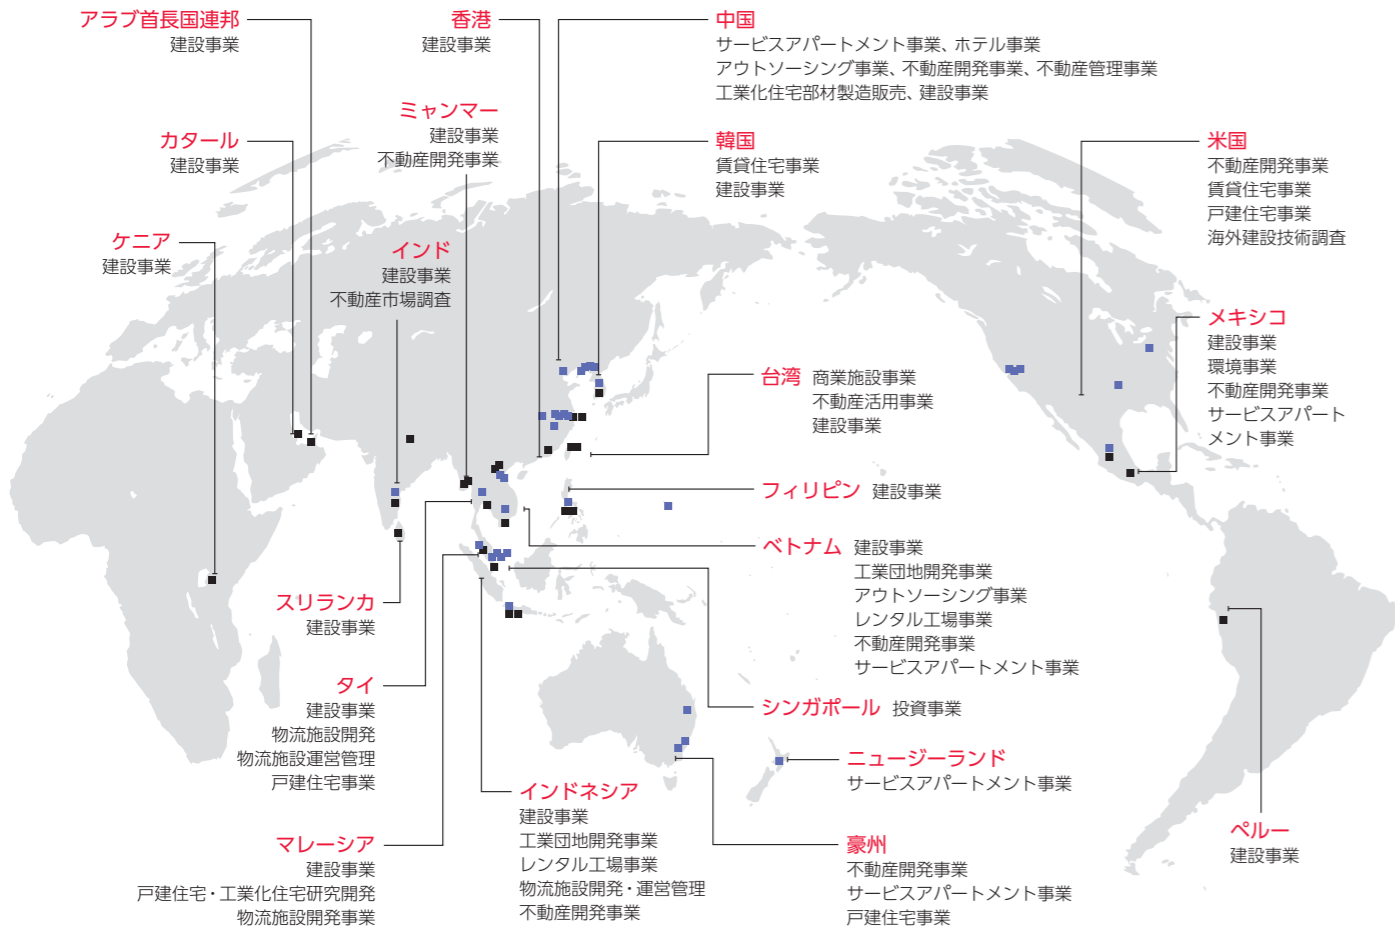 アラブ首長国連邦
建設事業
カタール
建設事業
ケニア
建設事業
香港
建設事業
ミャンマー
建設事業
不動産開発事業
インド
建設事業
不動産市場調査
中国
サービスアパートメント事業、ホテル事業
アウトソーシング事業、不動産開発事業、不動産管理事業
工業化住宅部材製造販売、建設事業
韓国
賃貸住宅事業
建設事業
米国
不動産開発事業
賃貸住宅事業
戸建住宅事業
海外建設技術調査
メキシコ
建設事業
環境事業
不動産開発事業
サービスアパート
メント事業
台湾 商業施設事業
不動産活用事業
建設事業
フィリピン 建設事業
ベトナム 建設事業
工業団地開発事業
アウトソーシング事業
レンタル工場事業
不動産開発事業
サービスアパートメント事業
シンガポール 投資事業
ニュージーランド
サービスアパートメント事業
スリランカ
建設事業
タイ
建設事業
物流施設開発
物流施設運営管理
戸建住宅事業
マレーシア
建設事業
戸建住宅・工業化住宅研究開発
物流施設開発事業
インドネシア
建設事業
工業団地開発事業
レンタル工場事業
物流施設開発・運営管理
不動産開発事業
豪州
不動産開発事業
サービスアパートメント事業
戸建住宅事業
ペルー
建設事業